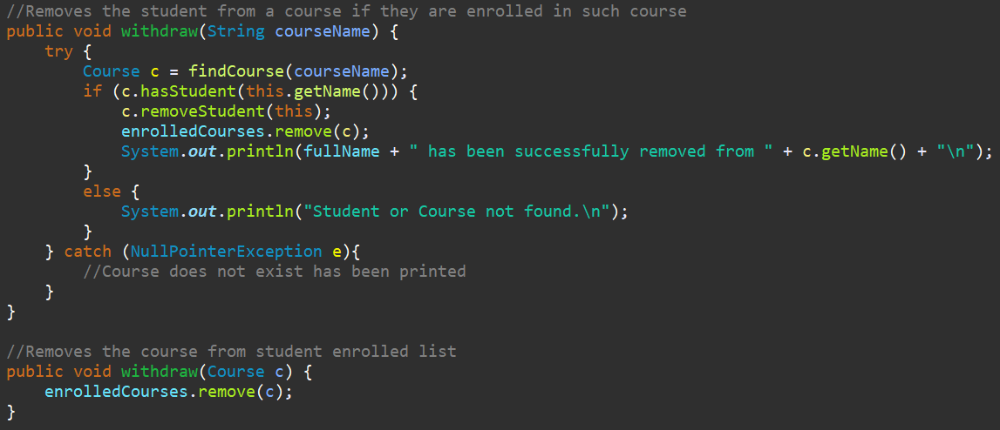 //Removes the student from a course if they are enrolled in such course
public void withdraw(String courseName) {
    try {
        Course c = findCourse(courseName);
        if (c.hasStudent(this.getName())) {
            c.removeStudent(this);
            enrolledCourses.remove(c);
            System.out.println(fullName + " has been successfully removed from " + c.getName() + "\n");
        }
        else {
            System.out.println("Student or Course not found.\n");
        }
    } catch (NullPointerException e){
        //Course does not exist has been printed
    }
}

//Removes the course from student enrolled list
public void withdraw(Course c) {
    enrolledCourses.remove(c);
}